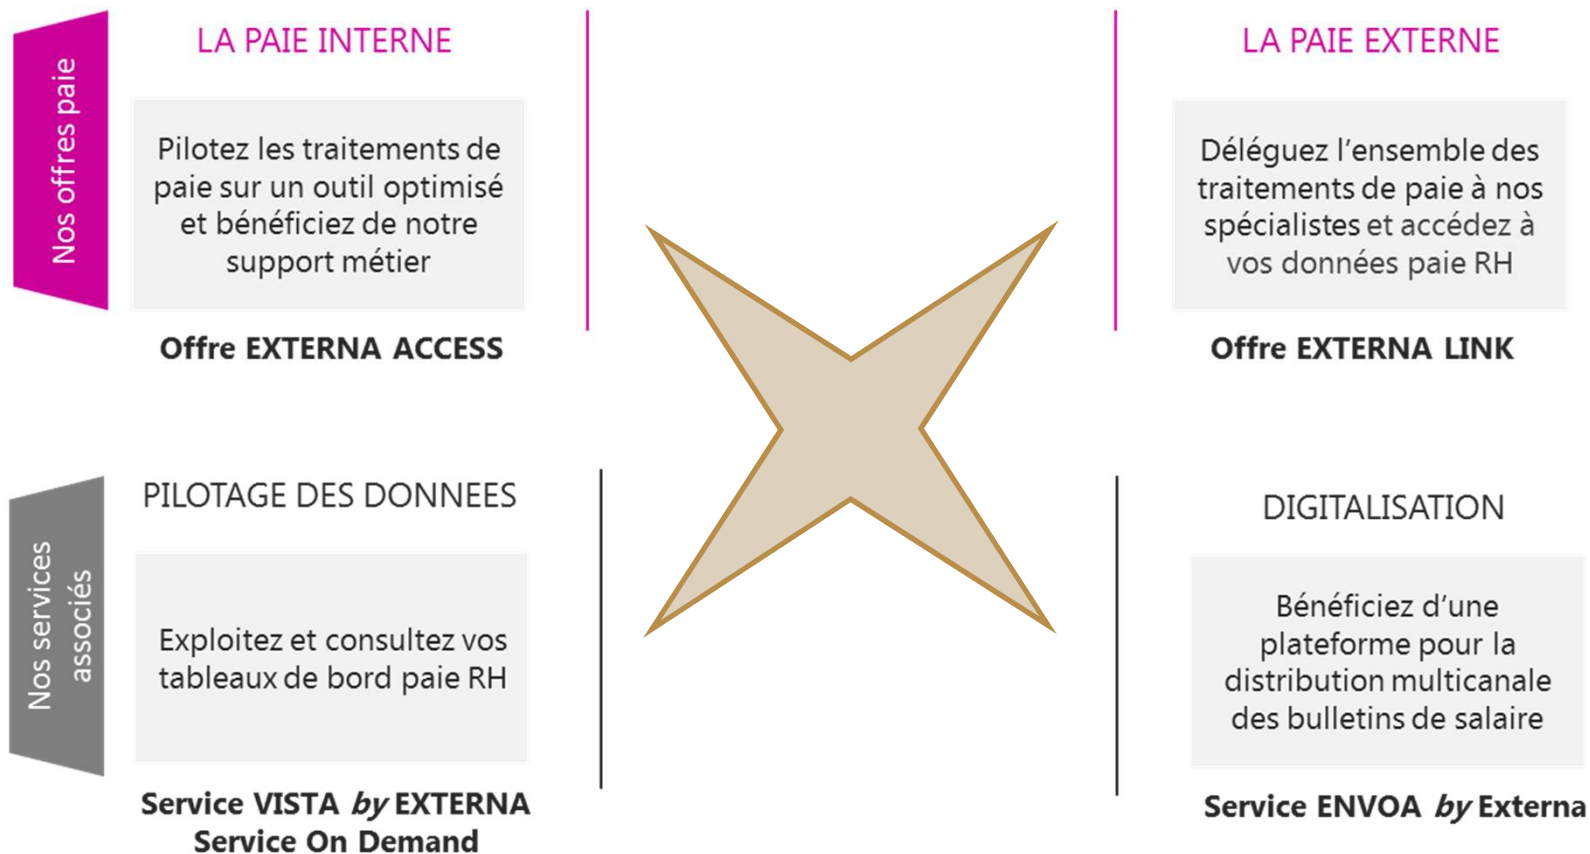 Nos offres paie
LA PAIE INTERNE
Pilotez les traitements de
paie sur un outil optimisé
et bénéficiez de notre
support métier
Offre EXTERNA ACCESS
LA PAIE EXTERNE
Déléguez l'ensemble des
traitements de paie à nos
spécialistes et accédez à
vos données paie RH
Offre EXTERNA LINK
Nos services
associés
PILOTAGE DES DONNEES
Exploitez et consultez vos
tableaux de bord paie RH
Service VISTA by EXTERNA
Service On Demand
DIGITALISATION
Bénéficiez d'une
plateforme pour la
distribution multicanale
des bulletins de salaire
Service ENVOA by Externa